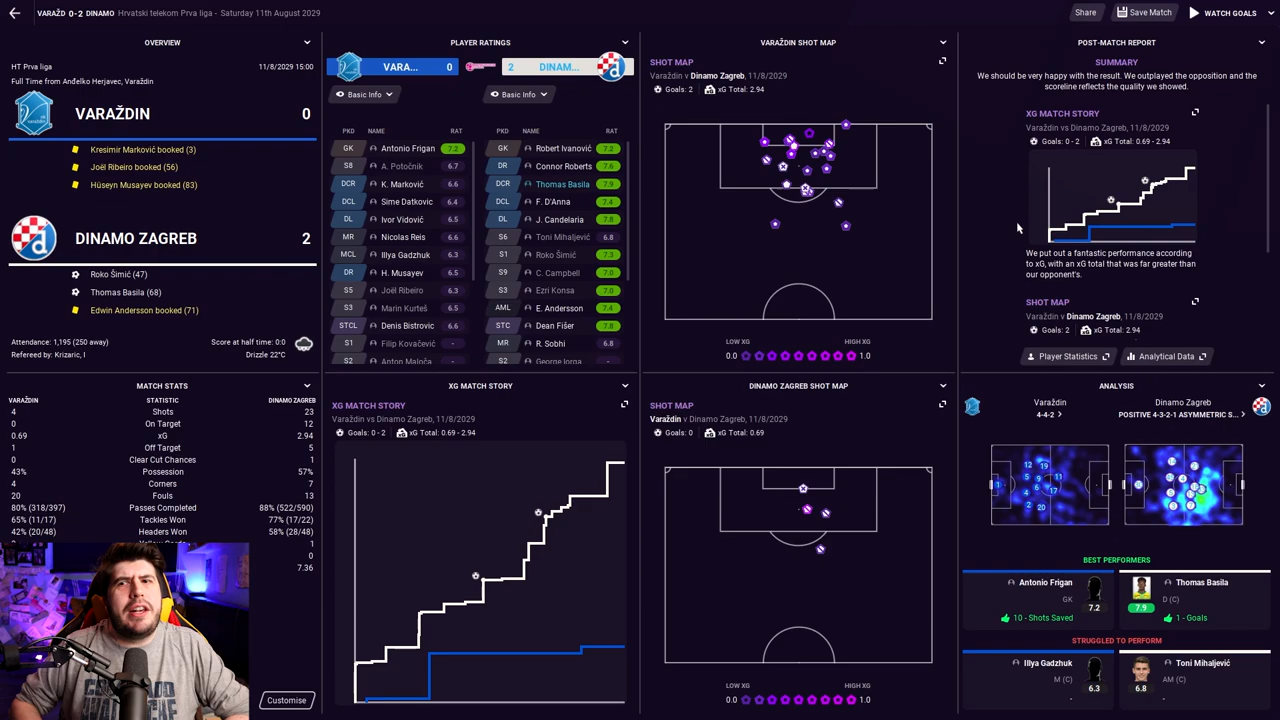 VARAŽD 0-2 DINAMO Hrvatski telekom Prva liga - Saturday 11th August 2029
Share Save Match WATCH GOALS
OVERVIEW
HT Prva liga 11/8/2029 15:00
Full Time from Anđelko Herjavec, Varaždin
VARAŽDIN 0
Kresimir Marković booked (3)
Joël Ribeiro booked (56)
Hüseyn Musayev booked (83)
DINAMO ZAGREB 2
Roko Šimić (47)
Thomas Basila (68)
Edwin Andersson booked (71)
Attendance: 1,195 (250 away) Score at half time: 0:0
Refereed by: Krizaric, I Drizzle 22°C
PLAYER RATINGS
VARA... 0 2 DINAM...
Basic Info Basic Info
PKD NAME RAT PKD NAME RAT
GK Antonio Frigan 7.2 GK Robert Ivanović 7.2
S8 A. Potočnik 6.7 DR Connor Roberts 7.6
DCR K. Marković 6.6 DCR Thomas Basila 7.9
DCL Sime Datkovic 6.4 DCL F. D'Anna 7.4
DL Ivor Vidović 6.5 DL J. Candelaria 7.8
MR Nicolas Reis 6.6 S6 Toni Mihaljević 6.8
MCL Illya Gadzhuk 6.3 S1 Roko Šimić 7.3
DR H. Musayev 6.5 S9 C. Campbell 7.0
S5 Joël Ribeiro 6.3 S3 Ezri Konsa 7.0
S3 Marin Kurteš 6.5 AML E. Andersson 7.4
STCL Denis Bistrovic 6.6 STC Dean Fišer 7.8
S1 Filip Kovačević - MR R. Sobhi 6.8
S2 Anton Maloča - S2 George Iorga -
VARAŽDIN SHOT MAP
SHOT MAP
Varaždin v Dinamo Zagreb, 11/8/2029
Goals: 2 xG Total: 2.94
LOW XG HIGH XG
0.0 1.0
POST-MATCH REPORT
SUMMARY
We should be very happy with the result. We outplayed the opposition and the
scoreline reflects the quality we showed.
XG MATCH STORY
Varaždin vs Dinamo Zagreb, 11/8/2029
Goals: 0 - 2 xG Total: 0.69 - 2.94
We put out a fantastic performance according
to xG, with an xG total that was far greater than
our opponent's.
SHOT MAP
Varaždin v Dinamo Zagreb, 11/8/2029
Goals: 2 xG Total: 2.94
Player Statistics Analytical Data
MATCH STATS
VARAŽDIN STATISTIC DINAMO ZAGREB
4 Shots 23
0 On Target 12
0.69 xG 2.94
1 Off Target 5
0 Clear Cut Chances 1
43% Possession 57%
4 Corners 7
20 Fouls 13
80% (318/397) Passes Completed 88% (522/590)
65% (11/17) Tackles Won 77% (17/22)
42% (20/48) Headers Won 58% (28/48)
0
7.36
Customise
XG MATCH STORY
XG MATCH STORY
Varaždin vs Dinamo Zagreb, 11/8/2029
Goals: 0 - 2 xG Total: 0.69 - 2.94
DINAMO ZAGREB SHOT MAP
SHOT MAP
Varaždin v Dinamo Zagreb, 11/8/2029
Goals: 0 xG Total: 0.69
LOW XG HIGH XG
0.0 1.0
ANALYSIS
Varaždin Dinamo Zagreb
4-4-2 POSITIVE 4-3-2-1 ASYMMETRIC S...
BEST PERFORMERS
Antonio Frigan Thomas Basila
GK 7.2 7.9 D (C)
10 - Shots Saved 1 - Goals
STRUGGLED TO PERFORM
Illya Gadzhuk Toni Mihaljević
M (C) 6.3 6.8 AM (C)
- -